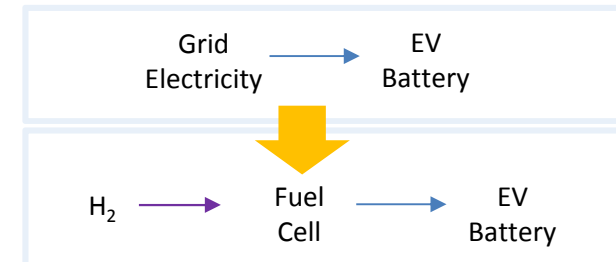 Grid
Electricity
EV
Battery
H₂
Fuel
Cell
EV
Battery